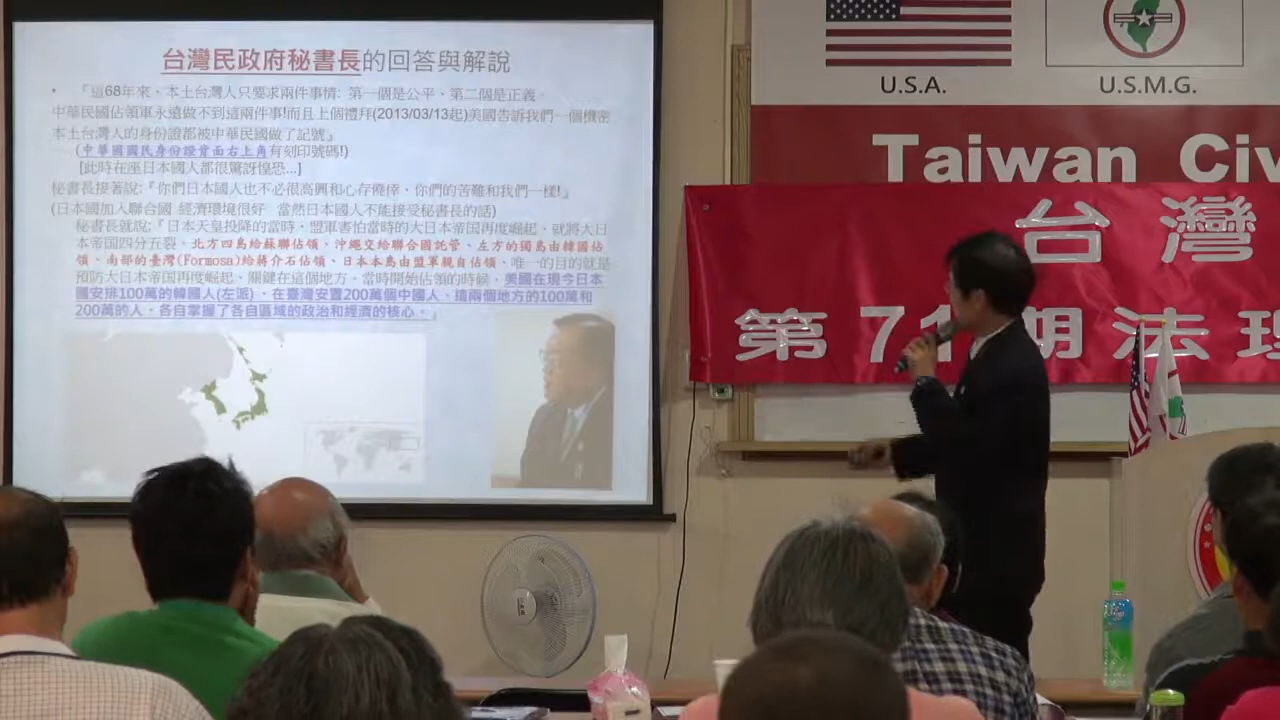 台灣民政府秘書長的回答與解說
• 『這68年來、本土台灣人只要求兩件事情: 第一個是公平、第二個是正義。
中華民國佔領軍永遠做不到這兩件事!而且上個禮拜(2013/03/13起)美國告訴我們一個機密
本土台灣人的身份證都被中華民國做了記號』
(中華國國民身份證背面右上角有刻印號碼!)
[此時在座日本國人都很驚訝惶恐...]
秘書長接著說:『你們日本國人也不必很高興和心存僥倖、你們的苦難和我們一樣!』
(日本國加入聯合國 經濟環境很好 當然日本國人不能接受秘書長的話)
秘書長就說:『日本天皇投降的當時、盟軍害怕當時的大日本帝国再度崛起、就將大日
本帝国四分五裂、北方四島給蘇聯佔領、沖繩交給聯合國託管、左方的獨島由韓國佔
領、南部的臺灣(Formosa)給蔣介石佔領、日本本島由盟軍親自佔領、唯一的目的就是
預防大日本帝国再度崛起、關鍵在這個地方。當時開始佔領的時候、美國在現今日本
國安排100萬的韓國人(左派)、在臺灣安置200萬個中國人、這兩個地方的100萬和
200萬的人、各自掌握了各自區域的政治和經濟的核心。』
U.S.A.
U.S.M.G.
Taiwan Civ
台灣
第71期法理